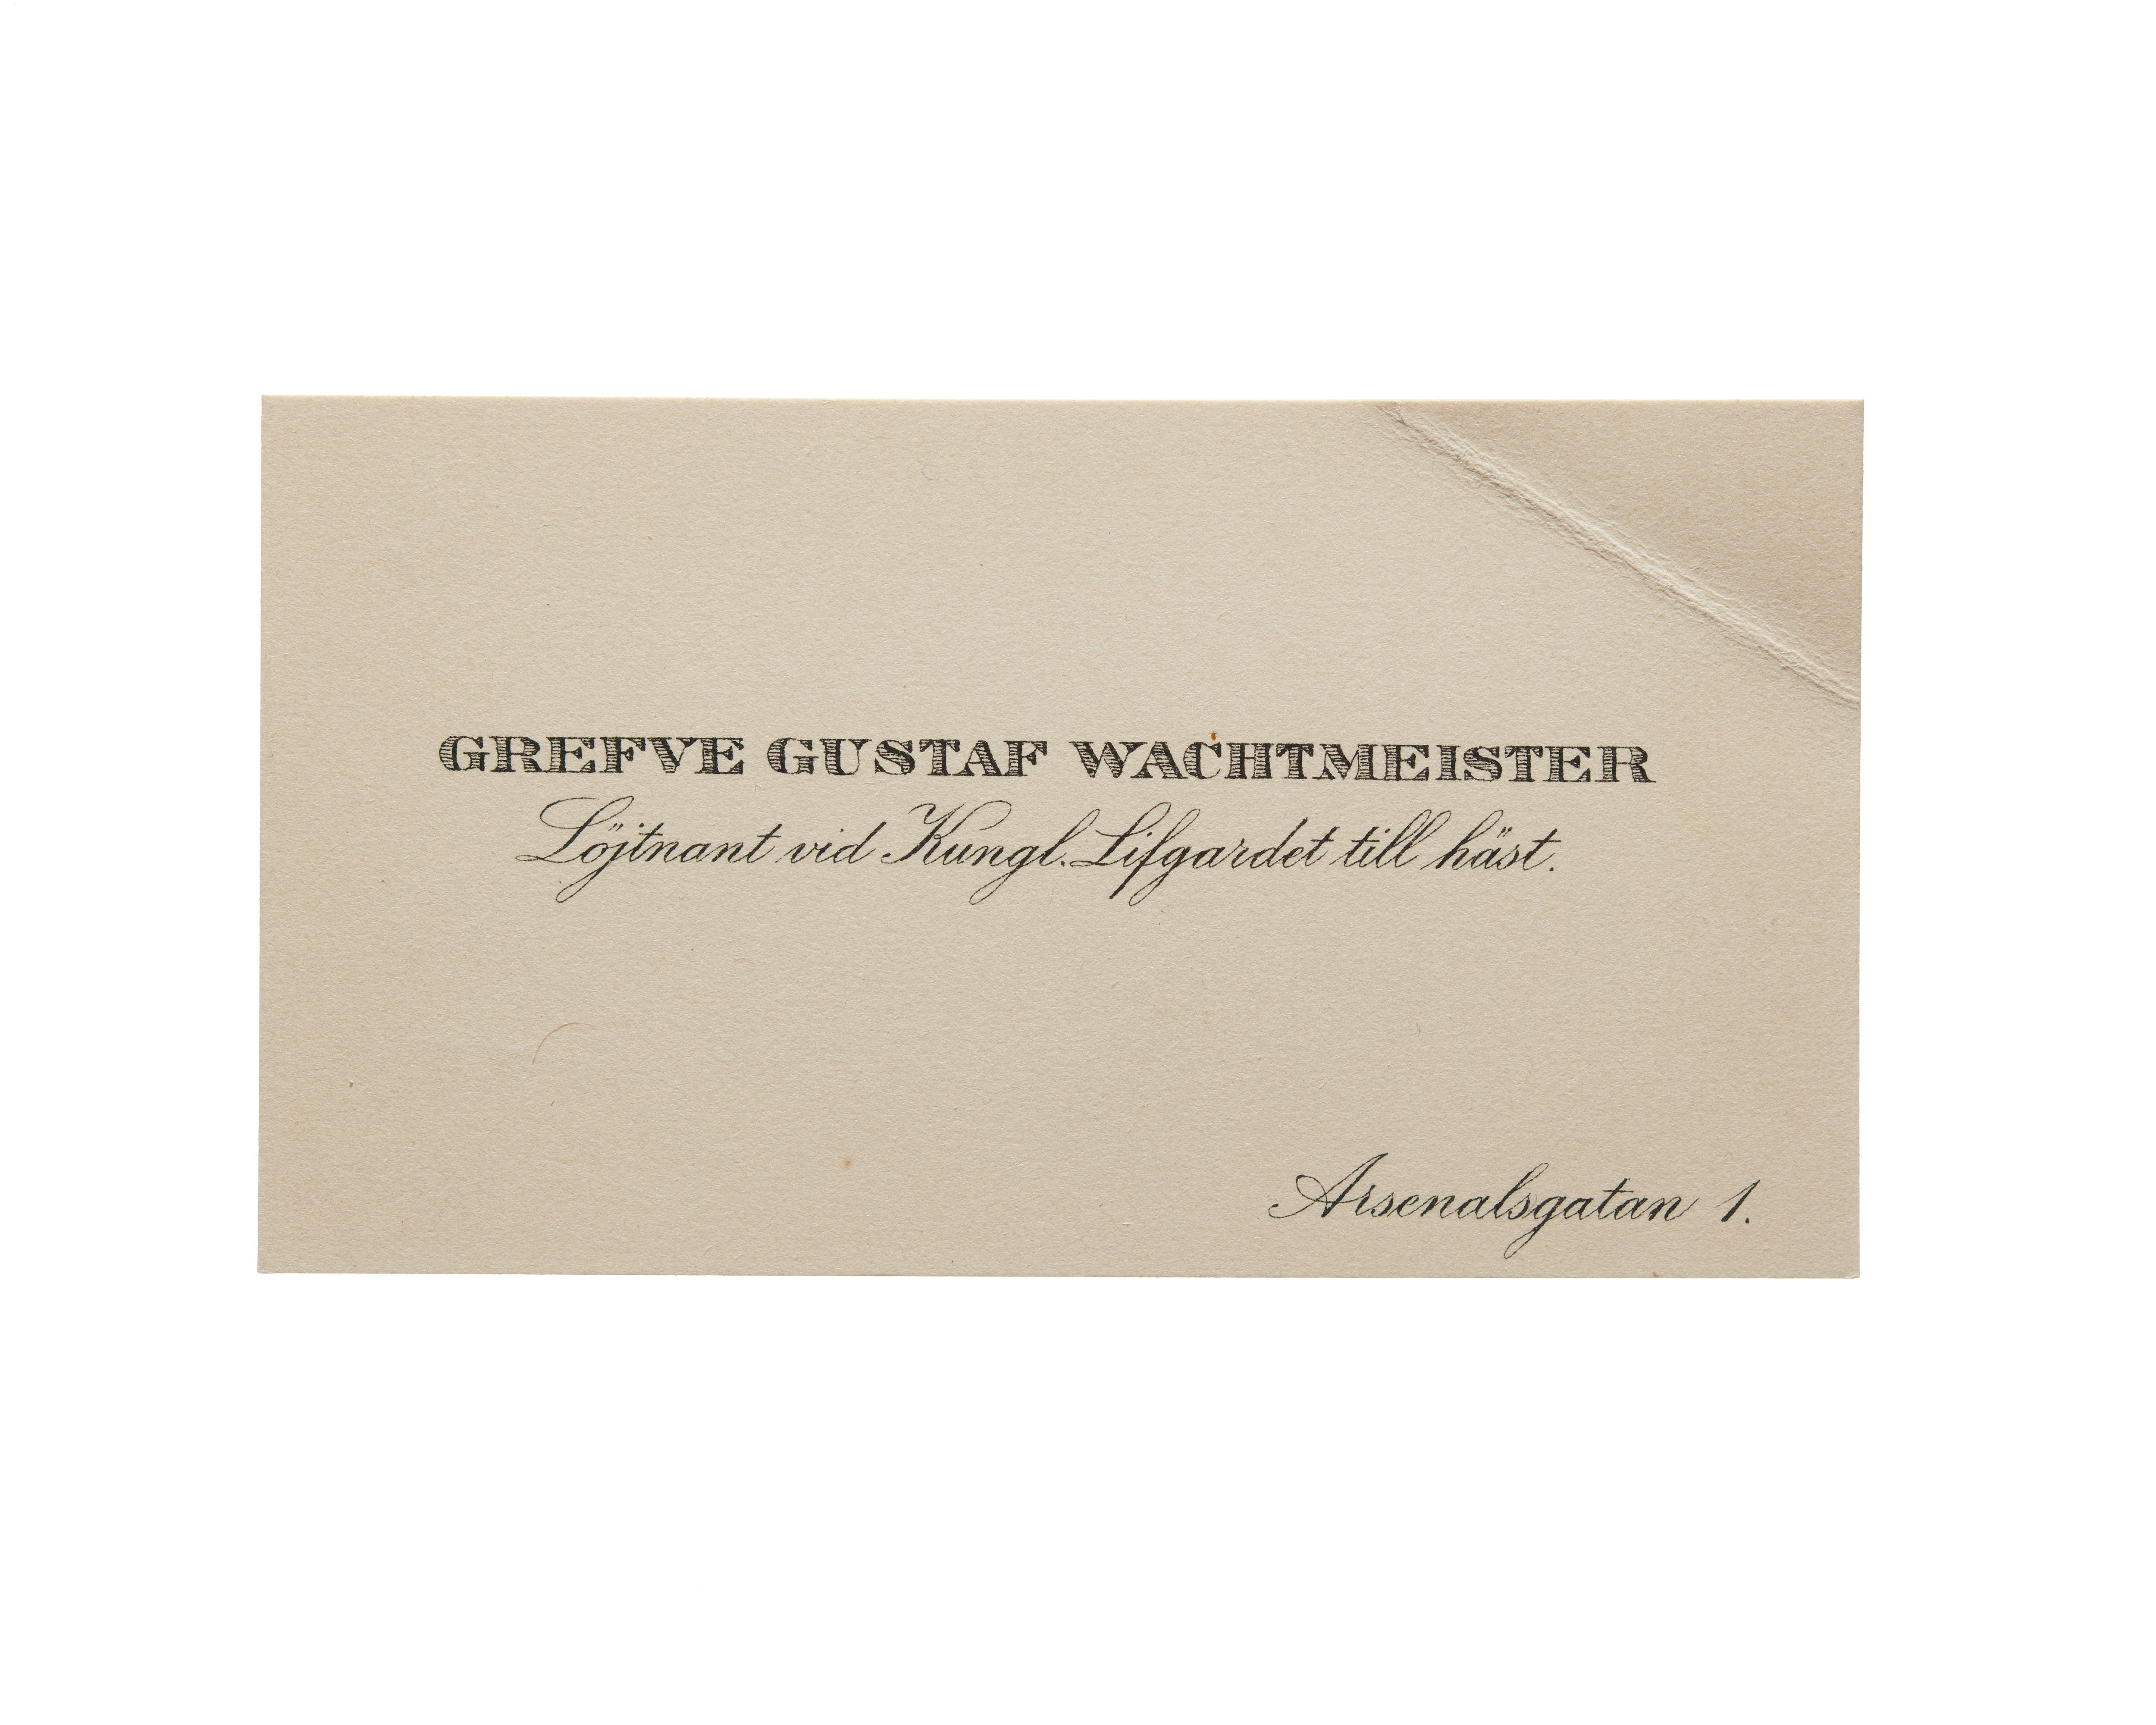 GREFVE GUSTAF WACHTMEISTER
Löjtnant vid Kungl. Lifgardet till häst.
Arsenalsgatan 1.